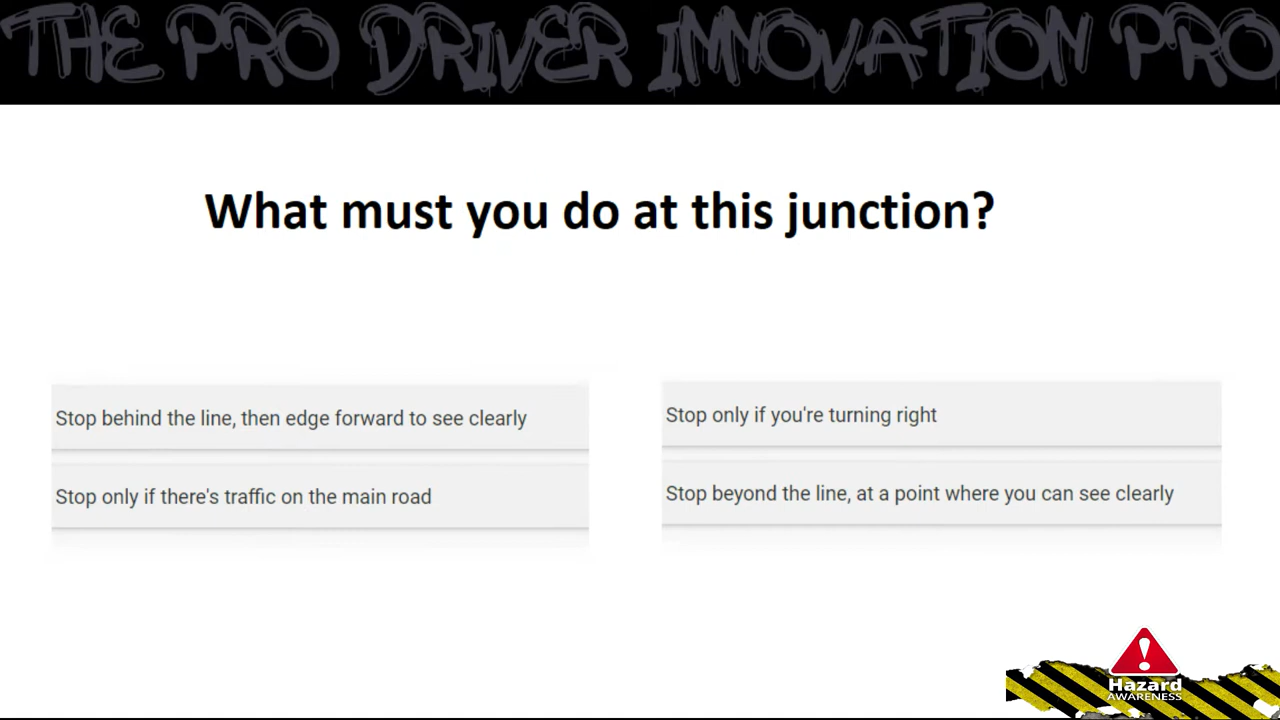 THE PRO DRIVER INNOVATION PRO
What must you do at this junction?
Stop behind the line, then edge forward to see clearly
Stop only if there's traffic on the main road
Stop only if you're turning right
Stop beyond the line, at a point where you can see clearly
Hazard
AWARENESS